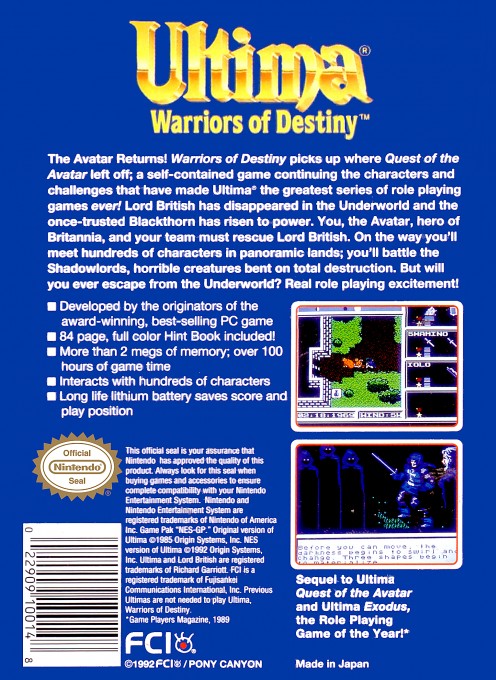 Ultima®
Warriors of Destiny™
The Avatar Returns! Warriors of Destiny picks up where Quest of the
Avatar left off; a self-contained game continuing the characters and
challenges that have made Ultima® the greatest series of role playing
games ever! Lord British has disappeared in the Underworld and the
once-trusted Blackthorn has risen to power. You, the Avatar, hero of
Britannia, and your team must rescue Lord British. On the way you'll
meet hundreds of characters in panoramic lands; you'll battle the
Shadowlords, horrible creatures bent on total destruction. But will
you ever escape from the Underworld? Real role playing excitement!
■ Developed by the originators of the
award-winning, best-selling PC game
■ 84 page, full color Hint Book included!
■ More than 2 megs of memory; over 100
hours of game time
■ Interacts with hundreds of characters
■ Long life lithium battery saves score and
play position
SHAMINO
IOLO
WIND:
Official
Nintendo
Seal
®
This official seal is your assurance that
Nintendo has approved the quality of this
product. Always look for this seal when
buying games and accessories to ensure
complete compatibility with your Nintendo
Entertainment System. Nintendo and
Nintendo Entertainment System are
registered trademarks of Nintendo of America
Inc. Game Pak "NES-GP." Original version of
Ultima ©1985 Origin Systems, Inc. NES
version of Ultima ©1992 Origin Systems,
Inc. Ultima and Lord British are registered
trademarks of Richard Garriott. FCI is a
registered trademark of Fujisankei
Communications International, Inc. Previous
Ultimas are not needed to play Ultima,
Warriors of Destiny.
*Game Players Magazine, 1989
Before you can move, the
darkness begins to swirl and
change. Three shapes begin
to materialize
Sequel to Ultima
Quest of the Avatar
and Ultima Exodus,
the Role Playing
Game of the Year!*
0 22909 10014 8
FCI®
©1992 FCI® / PONY CANYON
Made in Japan